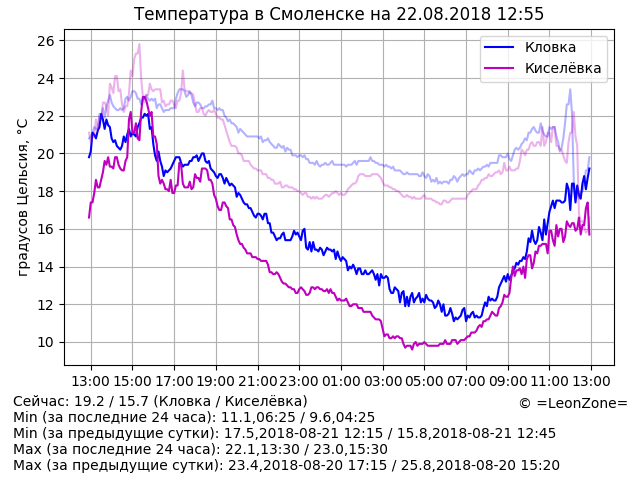 Температура в Смоленске на 22.08.2018 12:55
Кловка
Киселёвка
градусов Цельсия, °C
26
24
22
20
18
16
14
12
10
13:00 15:00 17:00 19:00 21:00 23:00 01:00 03:00 05:00 07:00 09:00 11:00 13:00
Сейчас: 19.2 / 15.7 (Кловка / Киселёвка)
© =LeonZone=
Min (за последние 24 часа): 11.1,06:25 / 9.6,04:25
Min (за предыдущие сутки): 17.5,2018-08-21 12:15 / 15.8,2018-08-21 12:45
Max (за последние 24 часа): 22.1,13:30 / 23.0,15:30
Max (за предыдущие сутки): 23.4,2018-08-20 17:15 / 25.8,2018-08-20 15:20